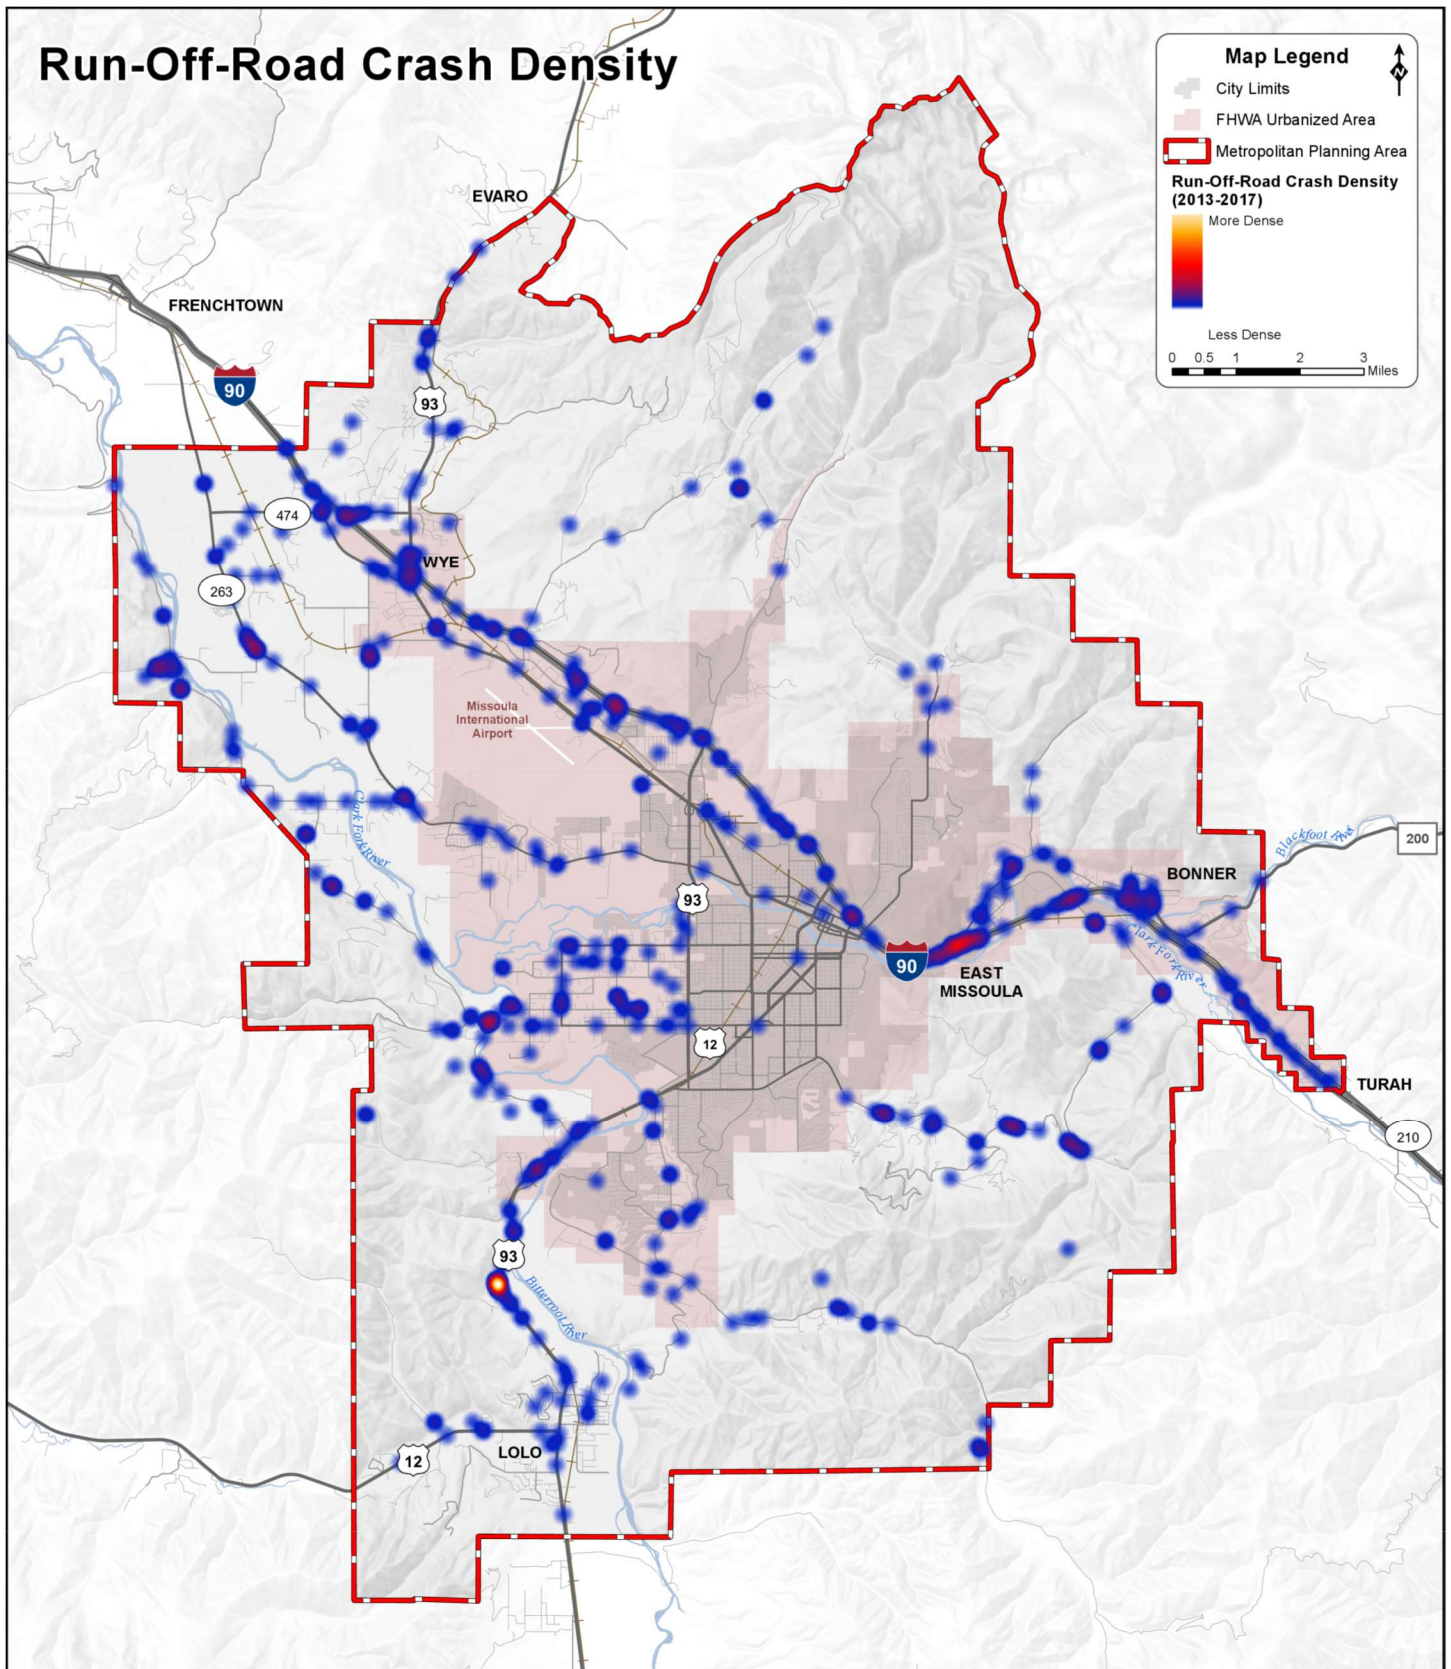 Run-Off-Road Crash Density
Map Legend
N
City Limits
FHWA Urbanized Area
Metropolitan Planning Area
Run-Off-Road Crash Density
(2013-2017)
More Dense
Less Dense
0 0.5 1 2 3
Miles
EVARO
FRENCHTOWN
90
93
474
WYE
263
Missoula
International
Airport
Clark Fork River
Blackfoot River
200
BONNER
93
90
EAST
MISSOULA
Clark Fork River
12
TURAH
210
93
Bitterroot River
LOLO
12